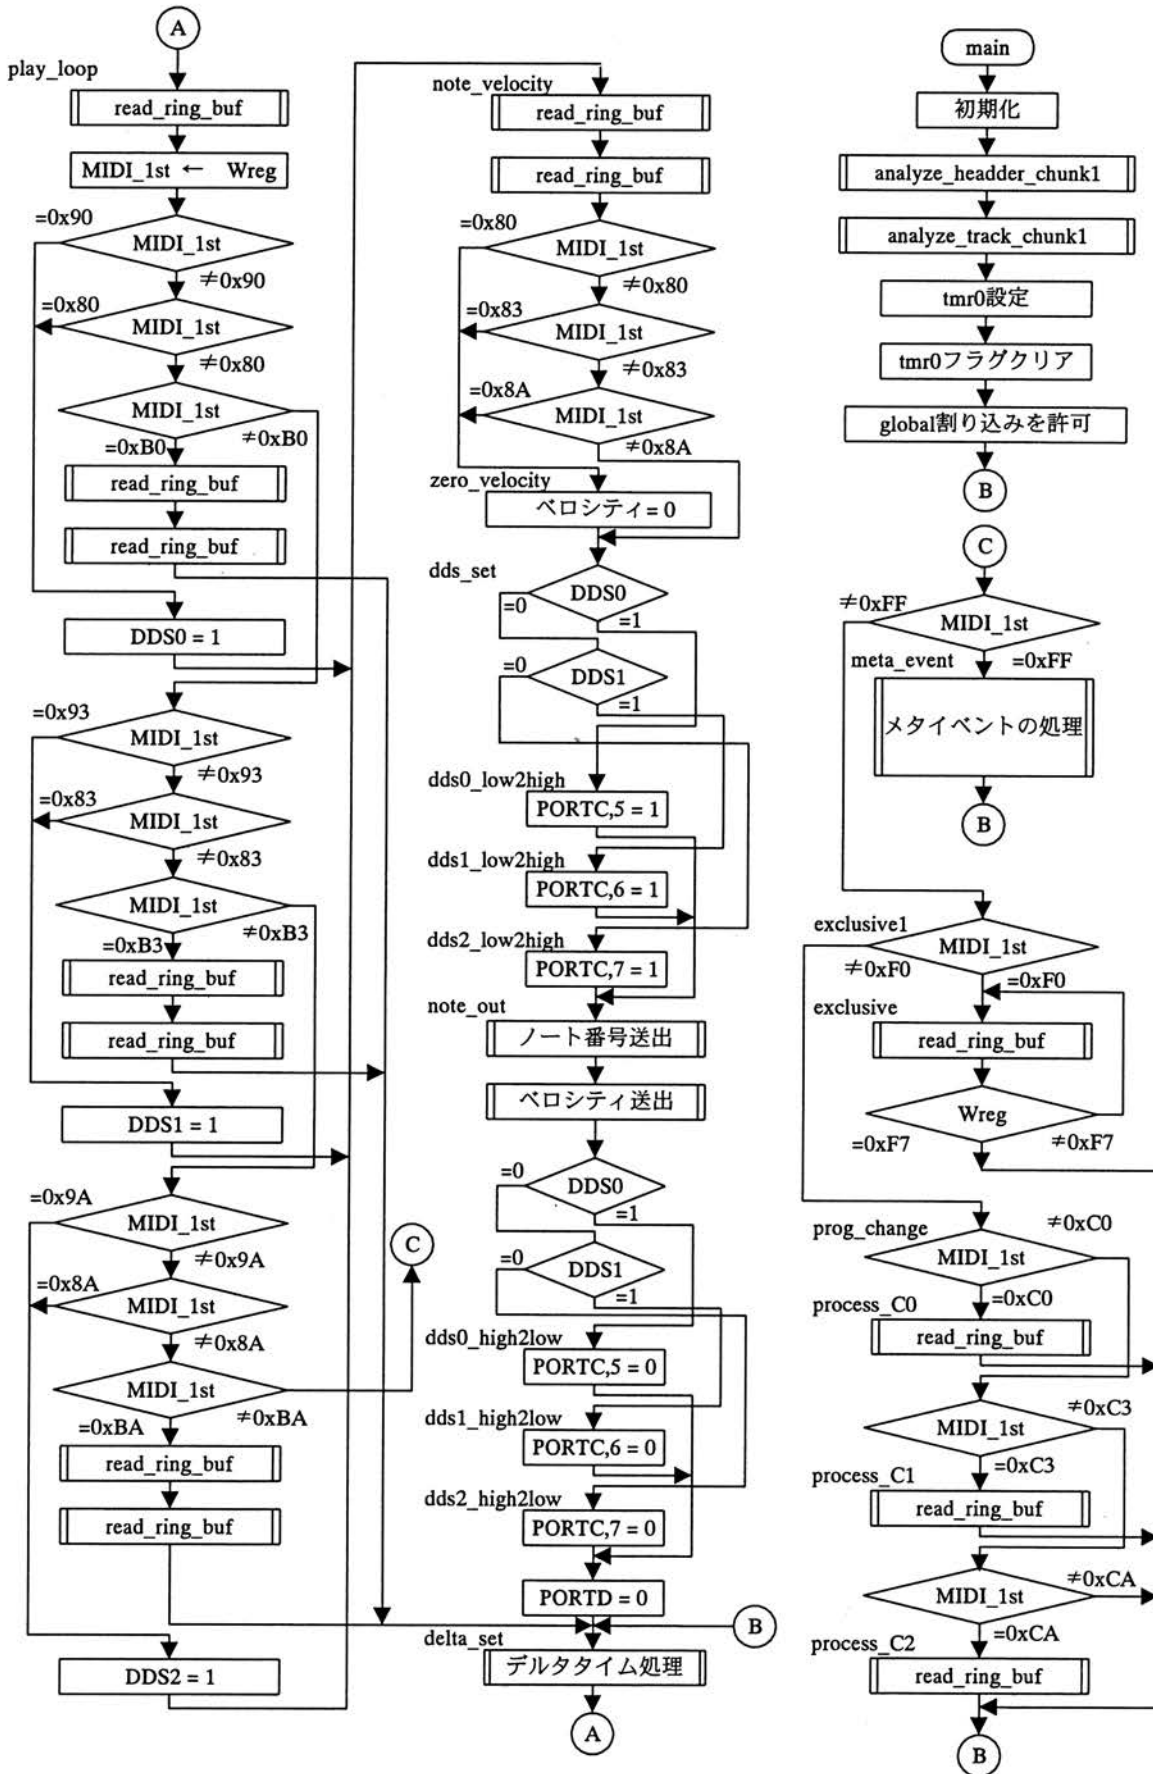 A
play_loop
read_ring_buf
MIDI_1st ← Wreg
=0x90
MIDI_1st
≠0x90
=0x80
MIDI_1st
≠0x80
MIDI_1st
≠0xB0
=0xB0
read_ring_buf
read_ring_buf
DDS0 = 1
=0x93
MIDI_1st
≠0x93
=0x83
MIDI_1st
≠0x83
MIDI_1st
≠0xB3
=0xB3
read_ring_buf
read_ring_buf
DDS1 = 1
=0x9A
MIDI_1st
≠0x9A
=0x8A
MIDI_1st
≠0x8A
MIDI_1st
≠0xBA
=0xBA
read_ring_buf
read_ring_buf
DDS2 = 1
C
note_velocity
read_ring_buf
read_ring_buf
=0x80
MIDI_1st
≠0x80
=0x83
MIDI_1st
≠0x83
=0x8A
MIDI_1st
≠0x8A
zero_velocity
ベロシティ= 0
dds_set
DDS0
=0
=1
=0
DDS1
=1
dds0_low2high
PORTC,5 = 1
dds1_low2high
PORTC,6 = 1
dds2_low2high
PORTC,7 = 1
note_out
ノート番号送出
ベロシティ送出
=0
DDS0
=1
=0
DDS1
=1
dds0_high2low
PORTC,5 = 0
dds1_high2low
PORTC,6 = 0
dds2_high2low
PORTC,7 = 0
PORTD = 0
B
delta_set
デルタタイム処理
A
main
初期化
analyze_headder_chunk1
analyze_track_chunk1
tmr0設定
tmr0フラグクリア
global割り込みを許可
B
C
≠0xFF
MIDI_1st
=0xFF
meta_event
メタイベントの処理
B
exclusive1
MIDI_1st
≠0xF0
=0xF0
exclusive
read_ring_buf
Wreg
=0xF7
≠0xF7
prog_change
≠0xC0
MIDI_1st
=0xC0
process_C0
read_ring_buf
≠0xC3
MIDI_1st
=0xC3
process_C1
read_ring_buf
≠0xCA
MIDI_1st
=0xCA
process_C2
read_ring_buf
B